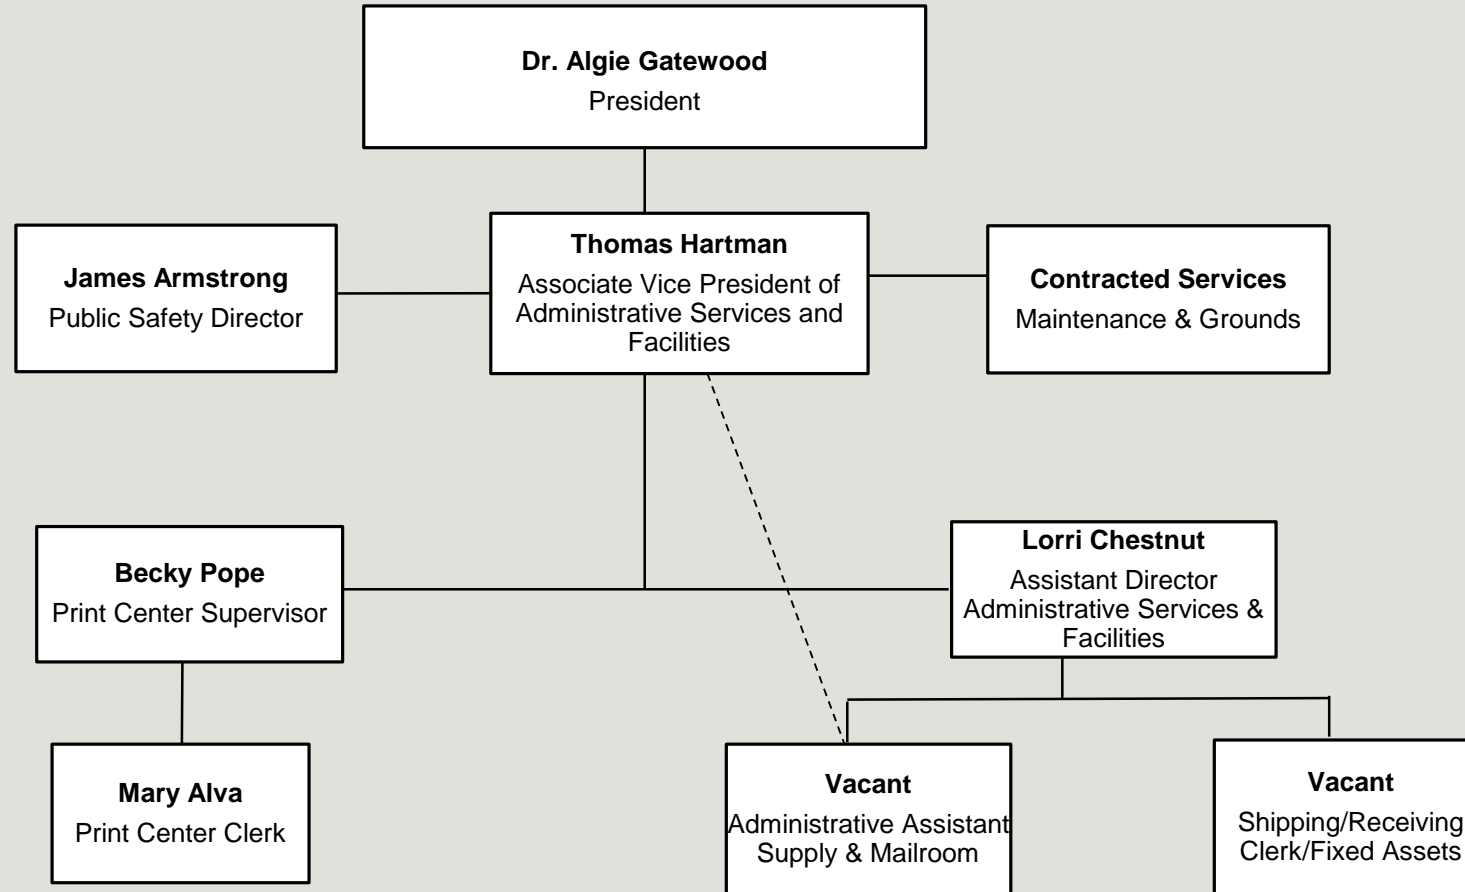 Dr. Algie Gatewood
President
James Armstrong
Public Safety Director
Thomas Hartman
Associate Vice President of
Administrative Services and
Facilities
Contracted Services
Maintenance & Grounds
Becky Pope
Print Center Supervisor
Lorri Chestnut
Assistant Director
Administrative Services &
Facilities
Mary Alva
Print Center Clerk
Vacant
Administrative Assistant
Supply & Mailroom
Vacant
Shipping/Receiving
Clerk/Fixed Assets